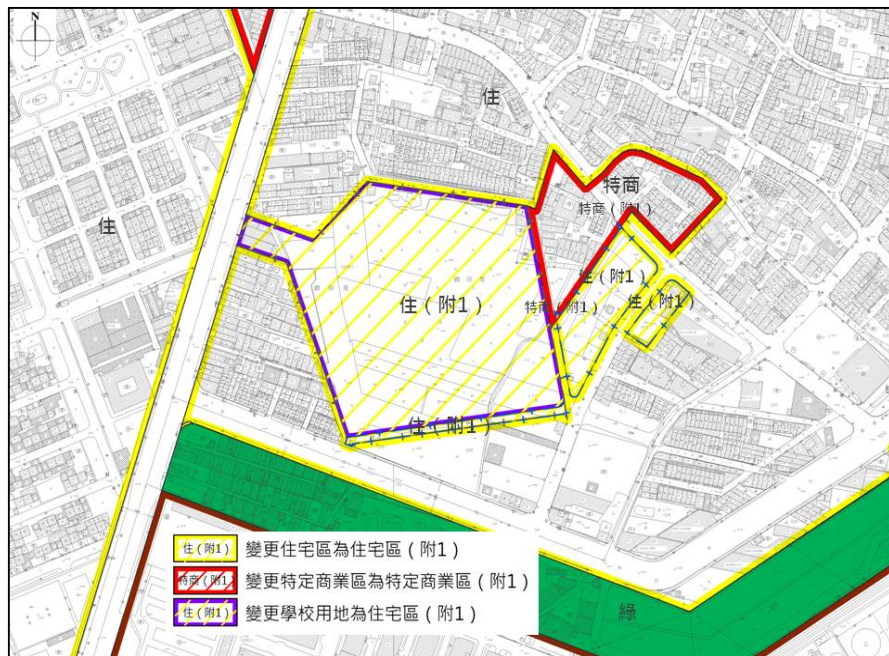 N
住
特商
特商（附1）
住
住（附1）
住（附1）
住（附1）
特商（附1）
住（附1）
綠
住（附1） 變更住宅區為住宅區（附1）
特商（附1） 變更特定商業區為特定商業區（附1）
住（附1） 變更學校用地為住宅區（附1）